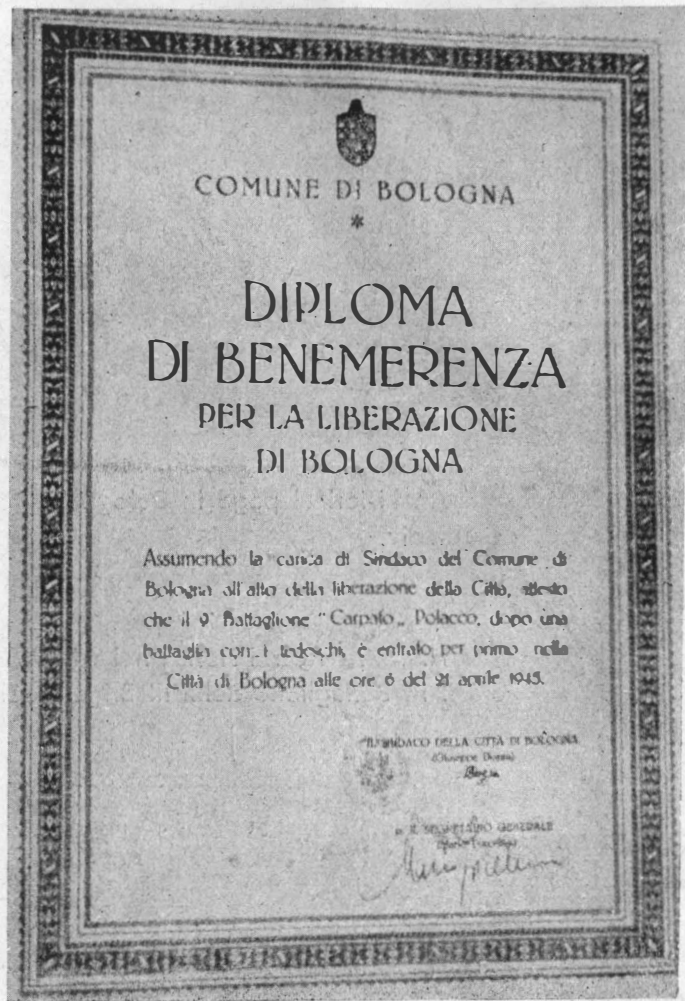 COMUNE DI BOLOGNA
*
DIPLOMA
DI BENEMERENZA
PER LA LIBERAZIONE
DI BOLOGNA
Assumendo la carica di Sindaco del Comune di
Bologna all'atto della liberazione della Città, attesto
che il 9° Battaglione "Carpato„ Polacco, dopo una
battaglia con i tedeschi, è entrato per primo nella
Città di Bologna alle ore 6 del 21 aprile 1945.
IL SINDACO DELLA CITTÀ DI BOLOGNA
(Giuseppe Dozza)
IL SEGRETARIO GENERALE